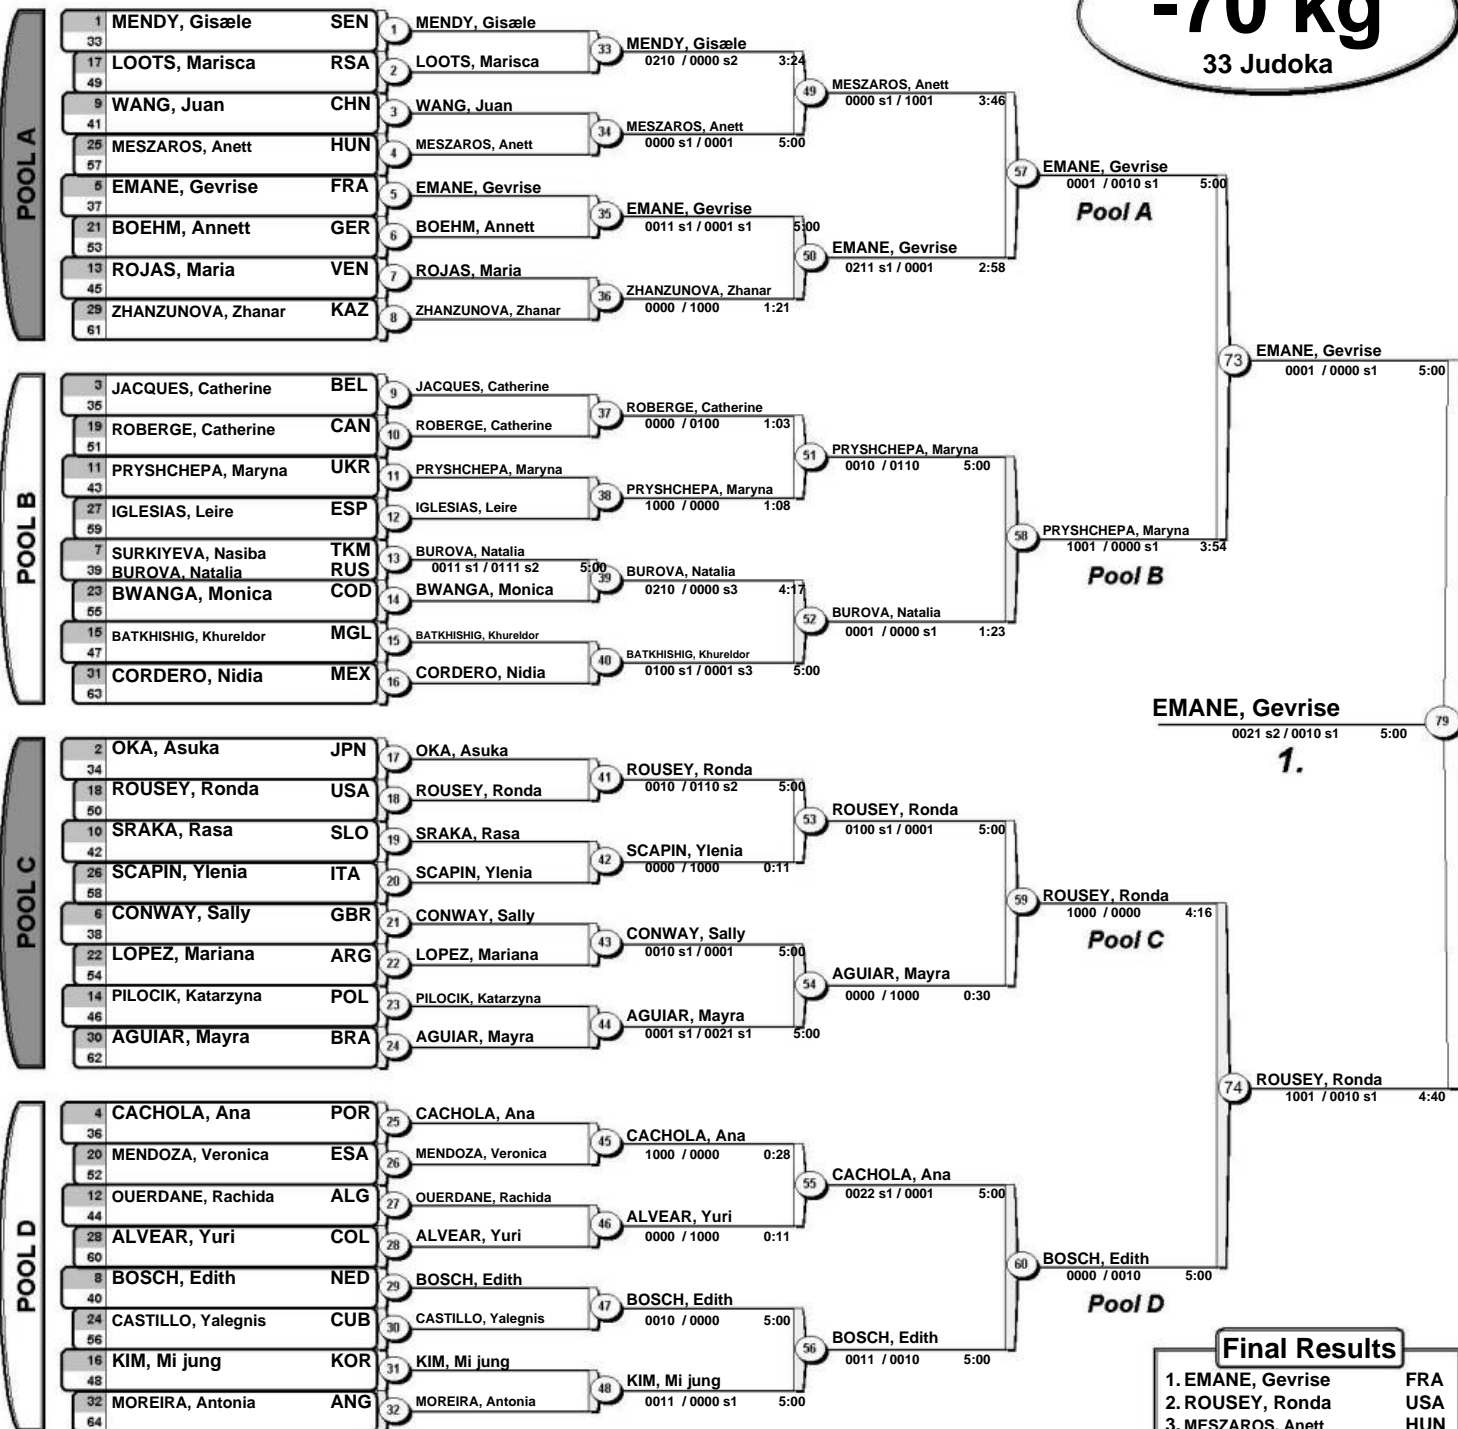 -70 kg
33 Judoka
POOL A
1 MENDY, Gisæle SEN
33
17 LOOTS, Marisca RSA
49
9 WANG, Juan CHN
41
25 MESZAROS, Anett HUN
57
5 EMANE, Gevrise FRA
37
21 BOEHM, Annett GER
53
13 ROJAS, Maria VEN
45
29 ZHANZUNOVA, Zhanar KAZ
61
1 MENDY, Gisæle
2 LOOTS, Marisca
3 WANG, Juan
4 MESZAROS, Anett
5 EMANE, Gevrise
6 BOEHM, Annett
7 ROJAS, Maria
8 ZHANZUNOVA, Zhanar
33 MENDY, Gisæle
0210 / 0000 s2 3:24
34 MESZAROS, Anett
0000 s1 / 0001 5:00
35 EMANE, Gevrise
0011 s1 / 0001 s1 5:00
36 ZHANZUNOVA, Zhanar
0000 / 1000 1:21
49 MESZAROS, Anett
0000 s1 / 1001 3:46
50 EMANE, Gevrise
0211 s1 / 0001 2:58
57 EMANE, Gevrise
0001 / 0010 s1 5:00
Pool A
POOL B
3 JACQUES, Catherine BEL
35
19 ROBERGE, Catherine CAN
51
11 PRYSHCHEPA, Maryna UKR
43
27 IGLESIAS, Leire ESP
59
7 SURKIYEVA, Nasiba TKM
39 BUROVA, Natalia RUS
23 BWANGA, Monica COD
55
15 BATKHISHIG, Khureldor MGL
47
31 CORDERO, Nidia MEX
63
9 JACQUES, Catherine
10 ROBERGE, Catherine
11 PRYSHCHEPA, Maryna
12 IGLESIAS, Leire
13 BUROVA, Natalia
0011 s1 / 0111 s2 5:00
14 BWANGA, Monica
15 BATKHISHIG, Khureldor
16 CORDERO, Nidia
37 ROBERGE, Catherine
0000 / 0100 1:03
38 PRYSHCHEPA, Maryna
1000 / 0000 1:08
39 BUROVA, Natalia
0210 / 0000 s3 4:17
40 BATKHISHIG, Khureldor
0100 s1 / 0001 s3 5:00
51 PRYSHCHEPA, Maryna
0010 / 0110 5:00
52 BUROVA, Natalia
0001 / 0000 s1 1:23
58 PRYSHCHEPA, Maryna
1001 / 0000 s1 3:54
Pool B
73 EMANE, Gevrise
0001 / 0000 s1 5:00
EMANE, Gevrise 79
0021 s2 / 0010 s1 5:00
1.
POOL C
2 OKA, Asuka JPN
34
18 ROUSEY, Ronda USA
50
10 SRAKA, Rasa SLO
42
26 SCAPIN, Ylenia ITA
58
6 CONWAY, Sally GBR
38
22 LOPEZ, Mariana ARG
54
14 PILOCIK, Katarzyna POL
46
30 AGUIAR, Mayra BRA
62
17 OKA, Asuka
18 ROUSEY, Ronda
19 SRAKA, Rasa
20 SCAPIN, Ylenia
21 CONWAY, Sally
22 LOPEZ, Mariana
23 PILOCIK, Katarzyna
24 AGUIAR, Mayra
41 ROUSEY, Ronda
0010 / 0110 s2 5:00
42 SCAPIN, Ylenia
0000 / 1000 0:11
43 CONWAY, Sally
0010 s1 / 0001 5:00
44 AGUIAR, Mayra
0001 s1 / 0021 s1 5:00
53 ROUSEY, Ronda
0100 s1 / 0001 5:00
54 AGUIAR, Mayra
0000 / 1000 0:30
59 ROUSEY, Ronda
1000 / 0000 4:16
Pool C
POOL D
4 CACHOLA, Ana POR
36
20 MENDOZA, Veronica ESA
52
12 OUERDANE, Rachida ALG
44
28 ALVEAR, Yuri COL
60
8 BOSCH, Edith NED
40
24 CASTILLO, Yalegnis CUB
56
16 KIM, Mi jung KOR
48
32 MOREIRA, Antonia ANG
64
25 CACHOLA, Ana
26 MENDOZA, Veronica
27 OUERDANE, Rachida
28 ALVEAR, Yuri
29 BOSCH, Edith
30 CASTILLO, Yalegnis
31 KIM, Mi jung
32 MOREIRA, Antonia
45 CACHOLA, Ana
1000 / 0000 0:28
46 ALVEAR, Yuri
0000 / 1000 0:11
47 BOSCH, Edith
0010 / 0000 5:00
48 KIM, Mi jung
0011 / 0000 s1 5:00
55 CACHOLA, Ana
0022 s1 / 0001 5:00
56 BOSCH, Edith
0011 / 0010 5:00
60 BOSCH, Edith
0000 / 0010 5:00
Pool D
74 ROUSEY, Ronda
1001 / 0010 s1 4:40
Final Results
1. EMANE, Gevrise FRA
2. ROUSEY, Ronda USA
3. MESZAROS, Anett HUN